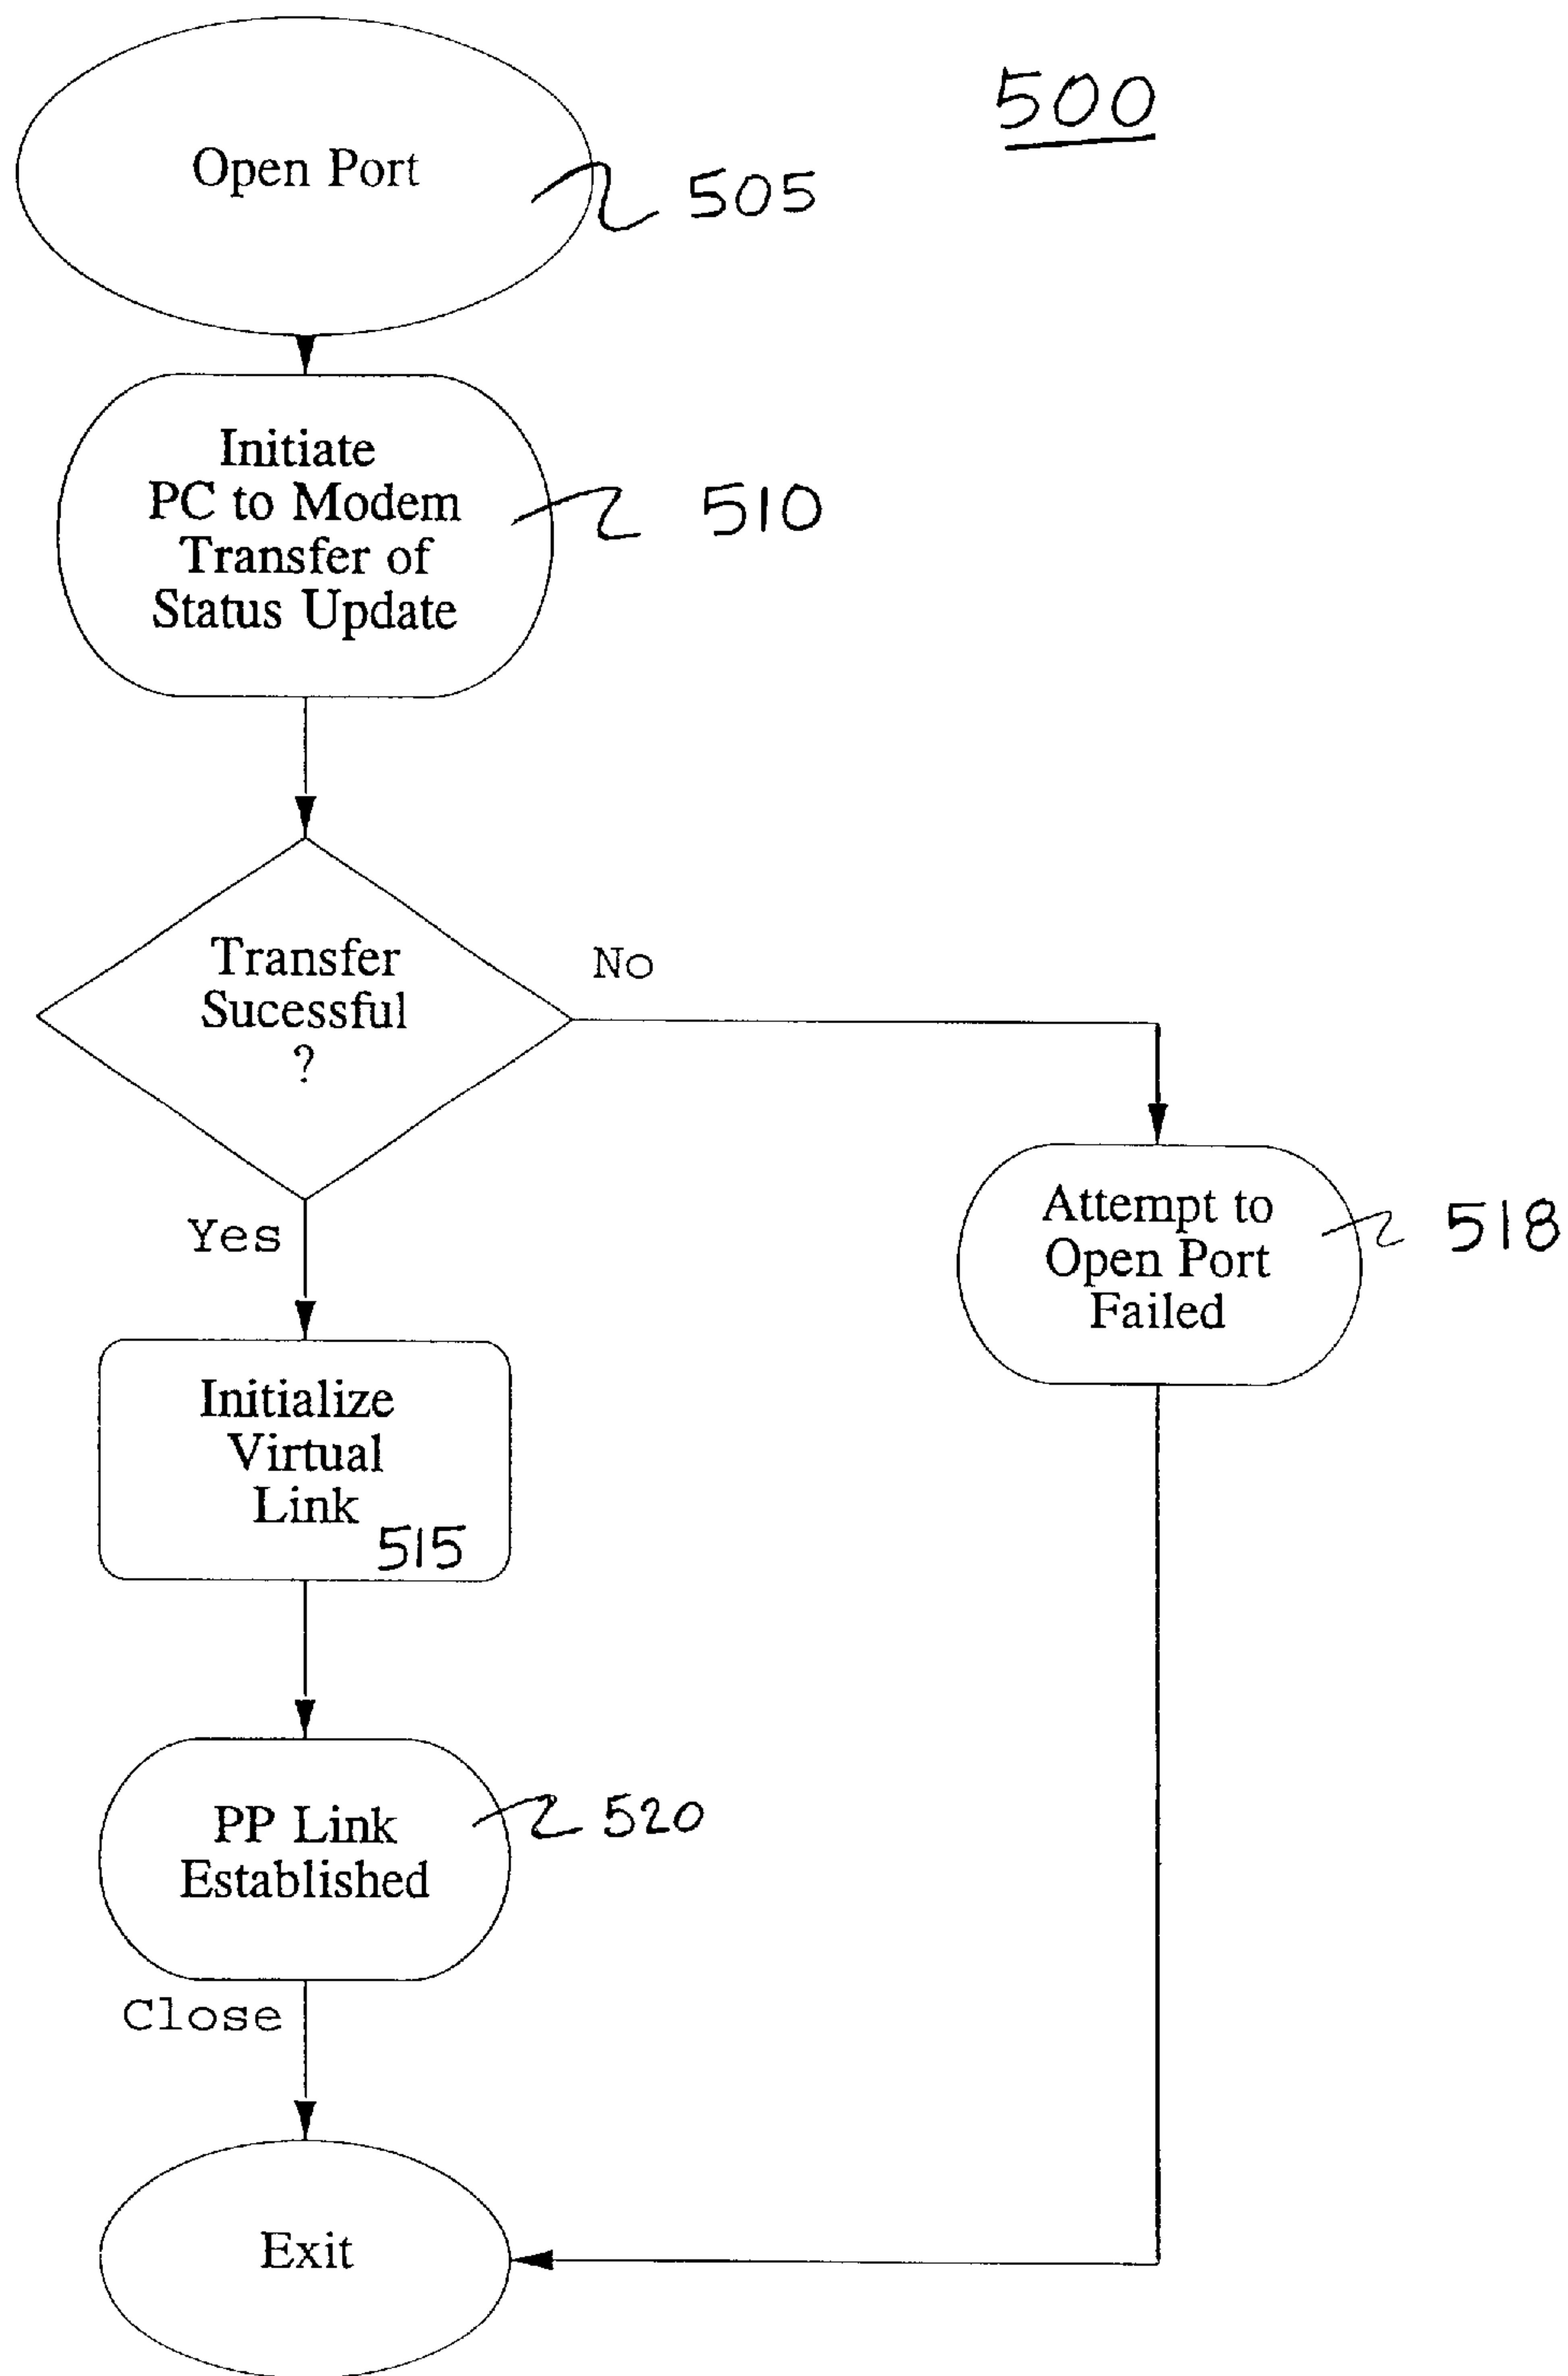 500
Open Port
505
Initiate
PC to Modem
Transfer of
Status Update
510
Transfer
Sucessful
?
No
Yes
Attempt to
Open Port
Failed
518
Initialize
Virtual
Link
515
PP Link
Established
520
Close
Exit